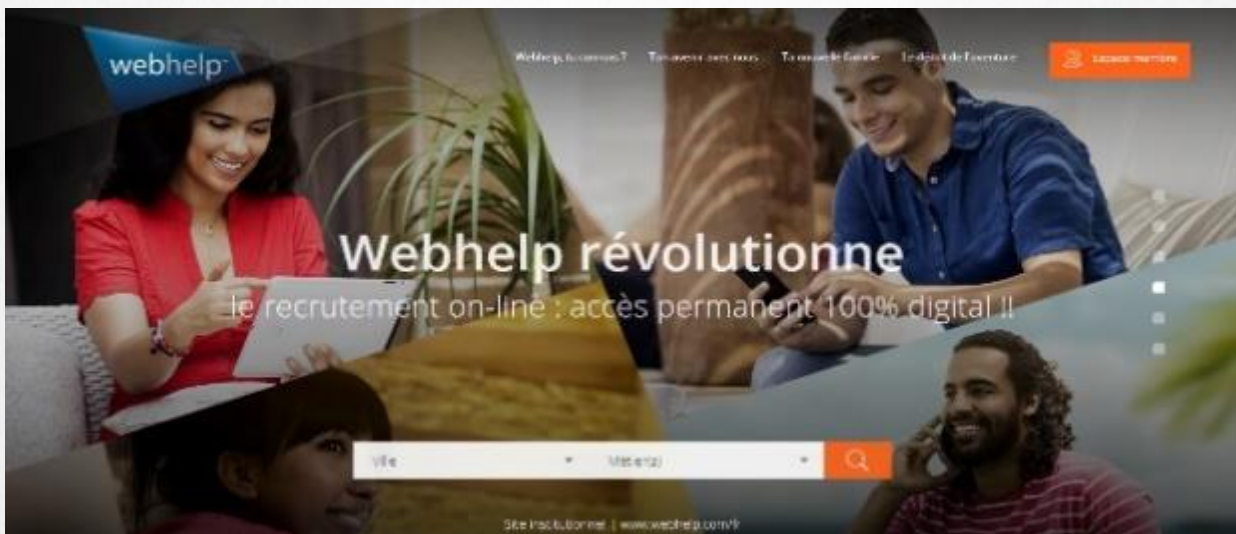 webhelp
Webhelp, tu connais ? Ton avenir avec nous Ta nouvelle famille Le début de l'aventure Espace membre
Webhelp révolutionne
le recrutement on-line : accès permanent 100% digital !!
Ville Métier(s)
Site institutionnel | www.webhelp.com/fr